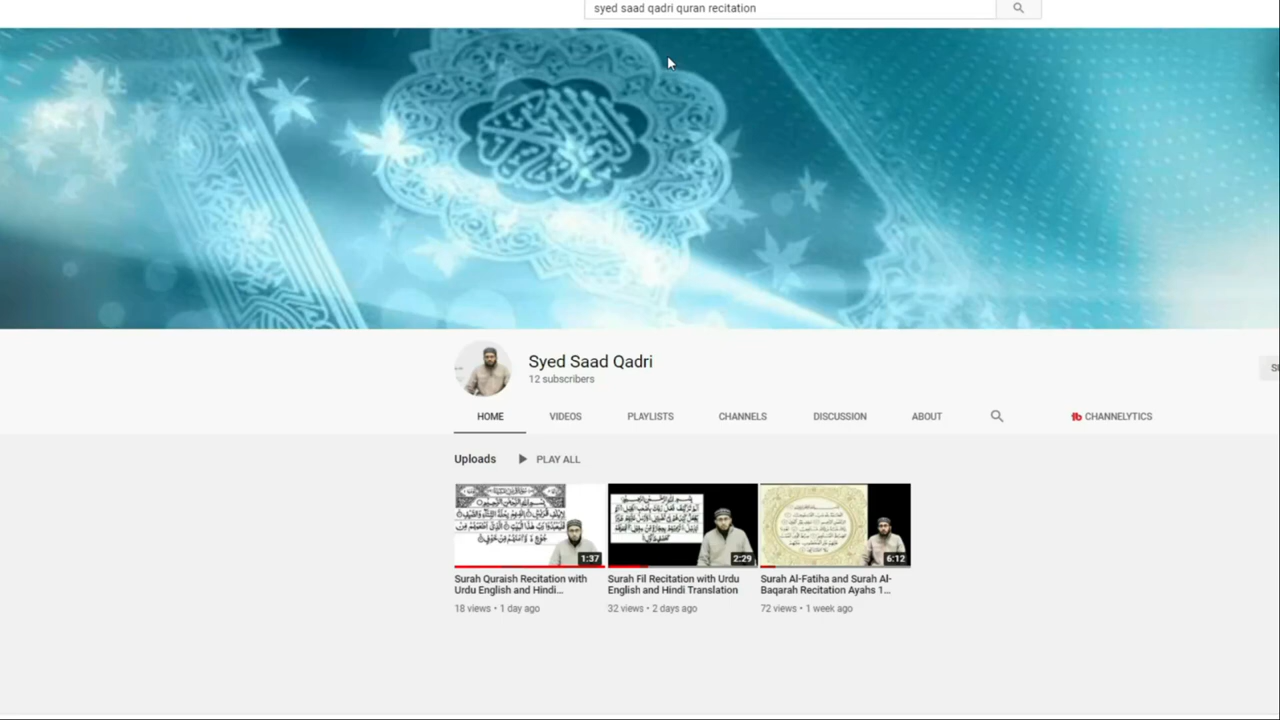 syed saad qadri quran recitation
Syed Saad Qadri
12 subscribers
HOME VIDEOS PLAYLISTS CHANNELS DISCUSSION ABOUT tb CHANNELYTICS
Uploads PLAY ALL
1:37 2:29 6:12
Surah Quraish Recitation with
Urdu English and Hindi...
18 views • 1 day ago
Surah Fil Recitation with Urdu
English and Hindi Translation
32 views • 2 days ago
Surah Al-Fatiha and Surah Al-
Baqarah Recitation Ayahs 1...
72 views • 1 week ago